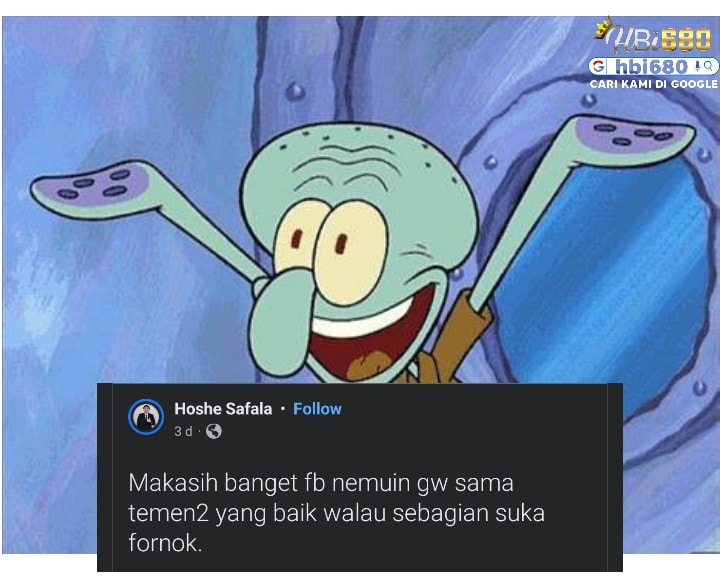 HBi680
hbi680
CARI KAMI DI GOOGLE
Hoshe Safala • Follow
3 d ·
Makasih banget fb nemuin gw sama
temen2 yang baik walau sebagian suka
fornok.